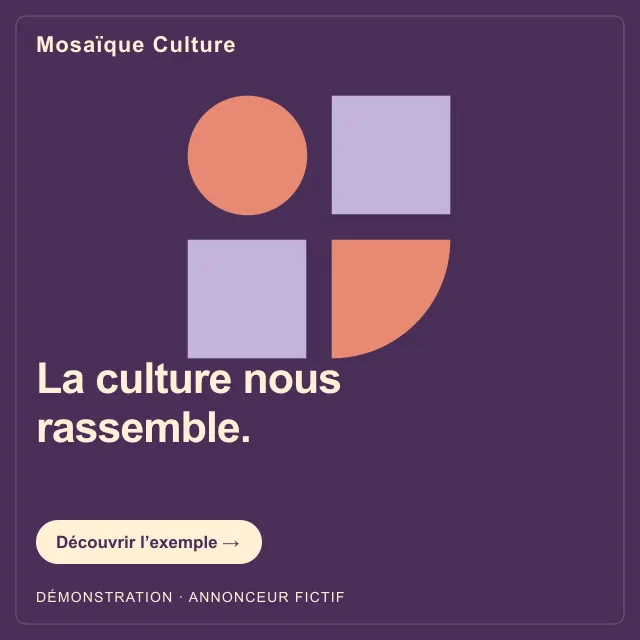 Mosaïque Culture
La culture nous
rassemble.
Découvrir l’exemple →
DÉMONSTRATION · ANNONCEUR FICTIF